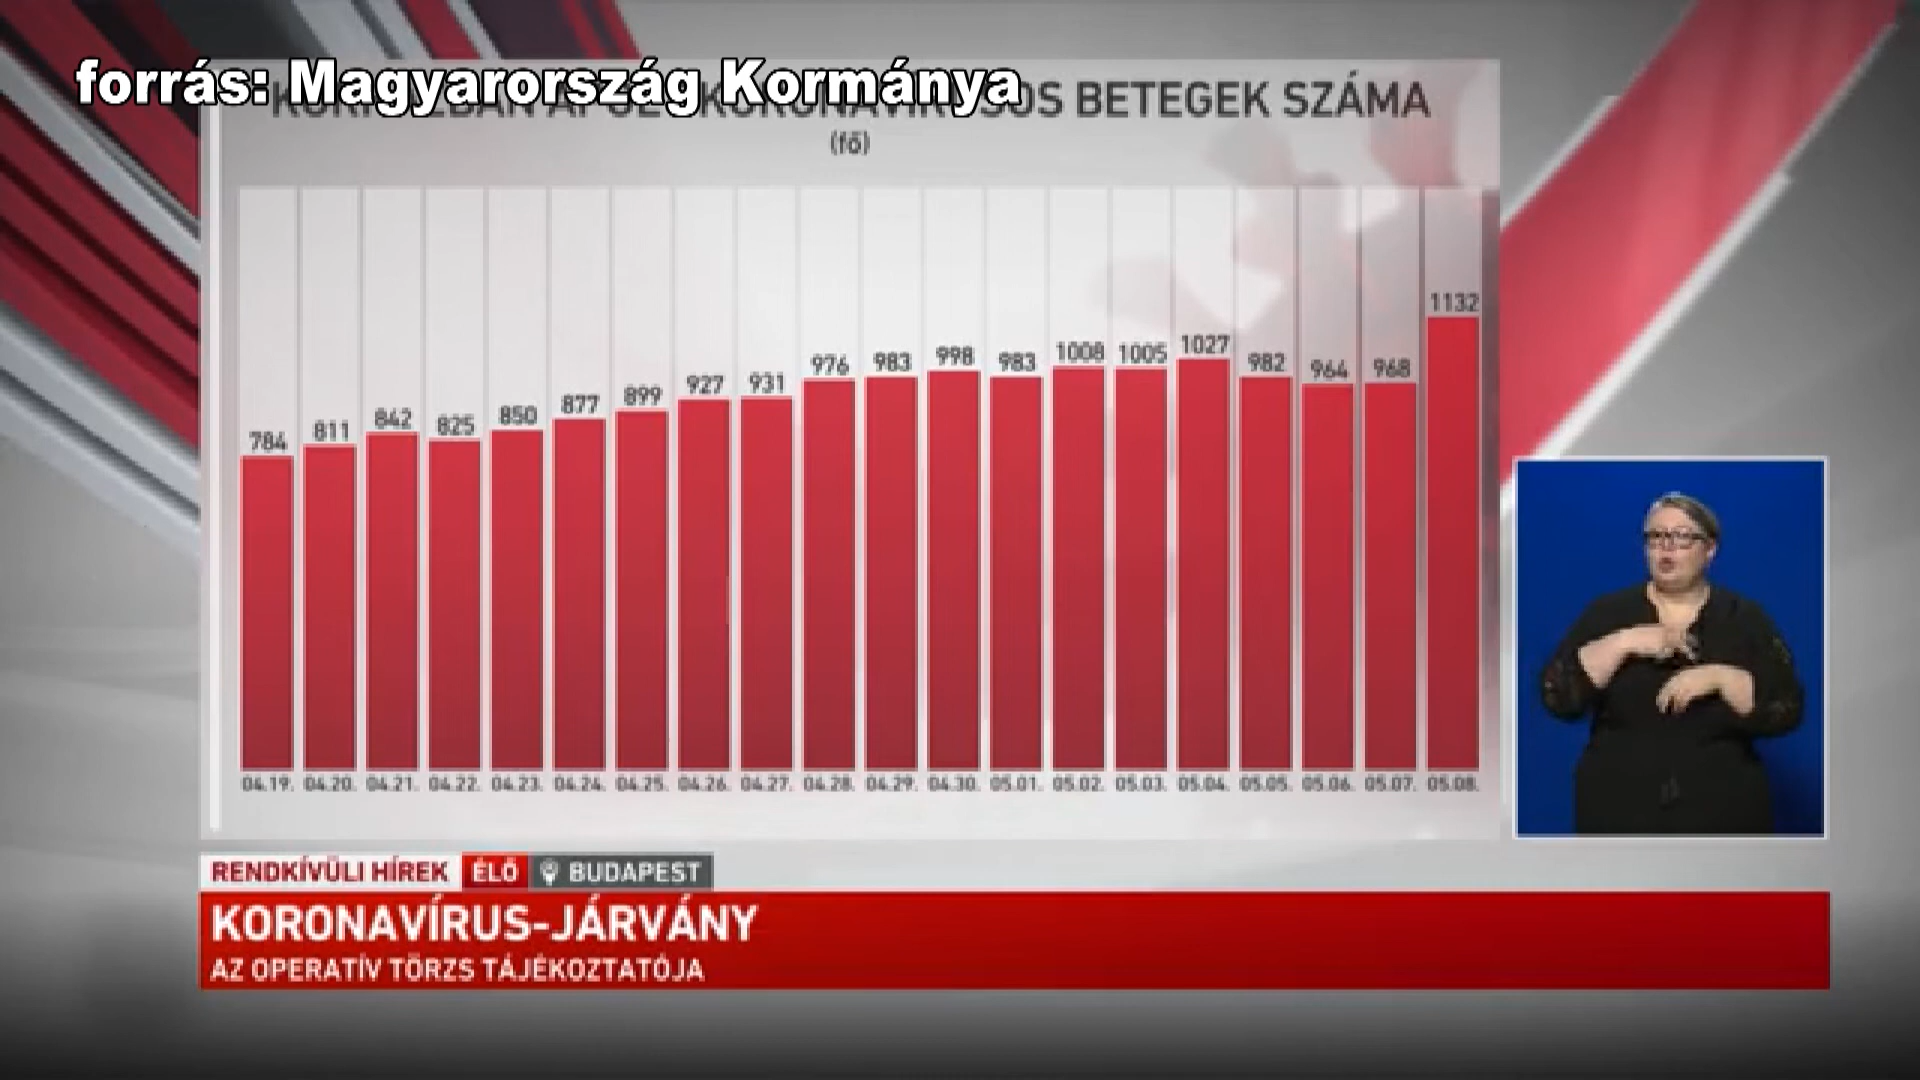 forrás: Magyarország Kormánya
BETEGEK SZÁMA
(fő)
784 811 842 825 850 877 899 927 931 976 983 998 983 1008 1005 1027 982 964 968 1132
04.19. 04.20. 04.21. 04.22. 04.23. 04.24. 04.25. 04.26. 04.27. 04.28. 04.29. 04.30. 05.01. 05.02. 05.03. 05.04. 05.05. 05.06. 05.07. 05.08.
RENDKÍVÜLI HÍREK ÉLŐ BUDAPEST
KORONAVÍRUS-JÁRVÁNY
AZ OPERATÍV TÖRZS TÁJÉKOZTATÓJA